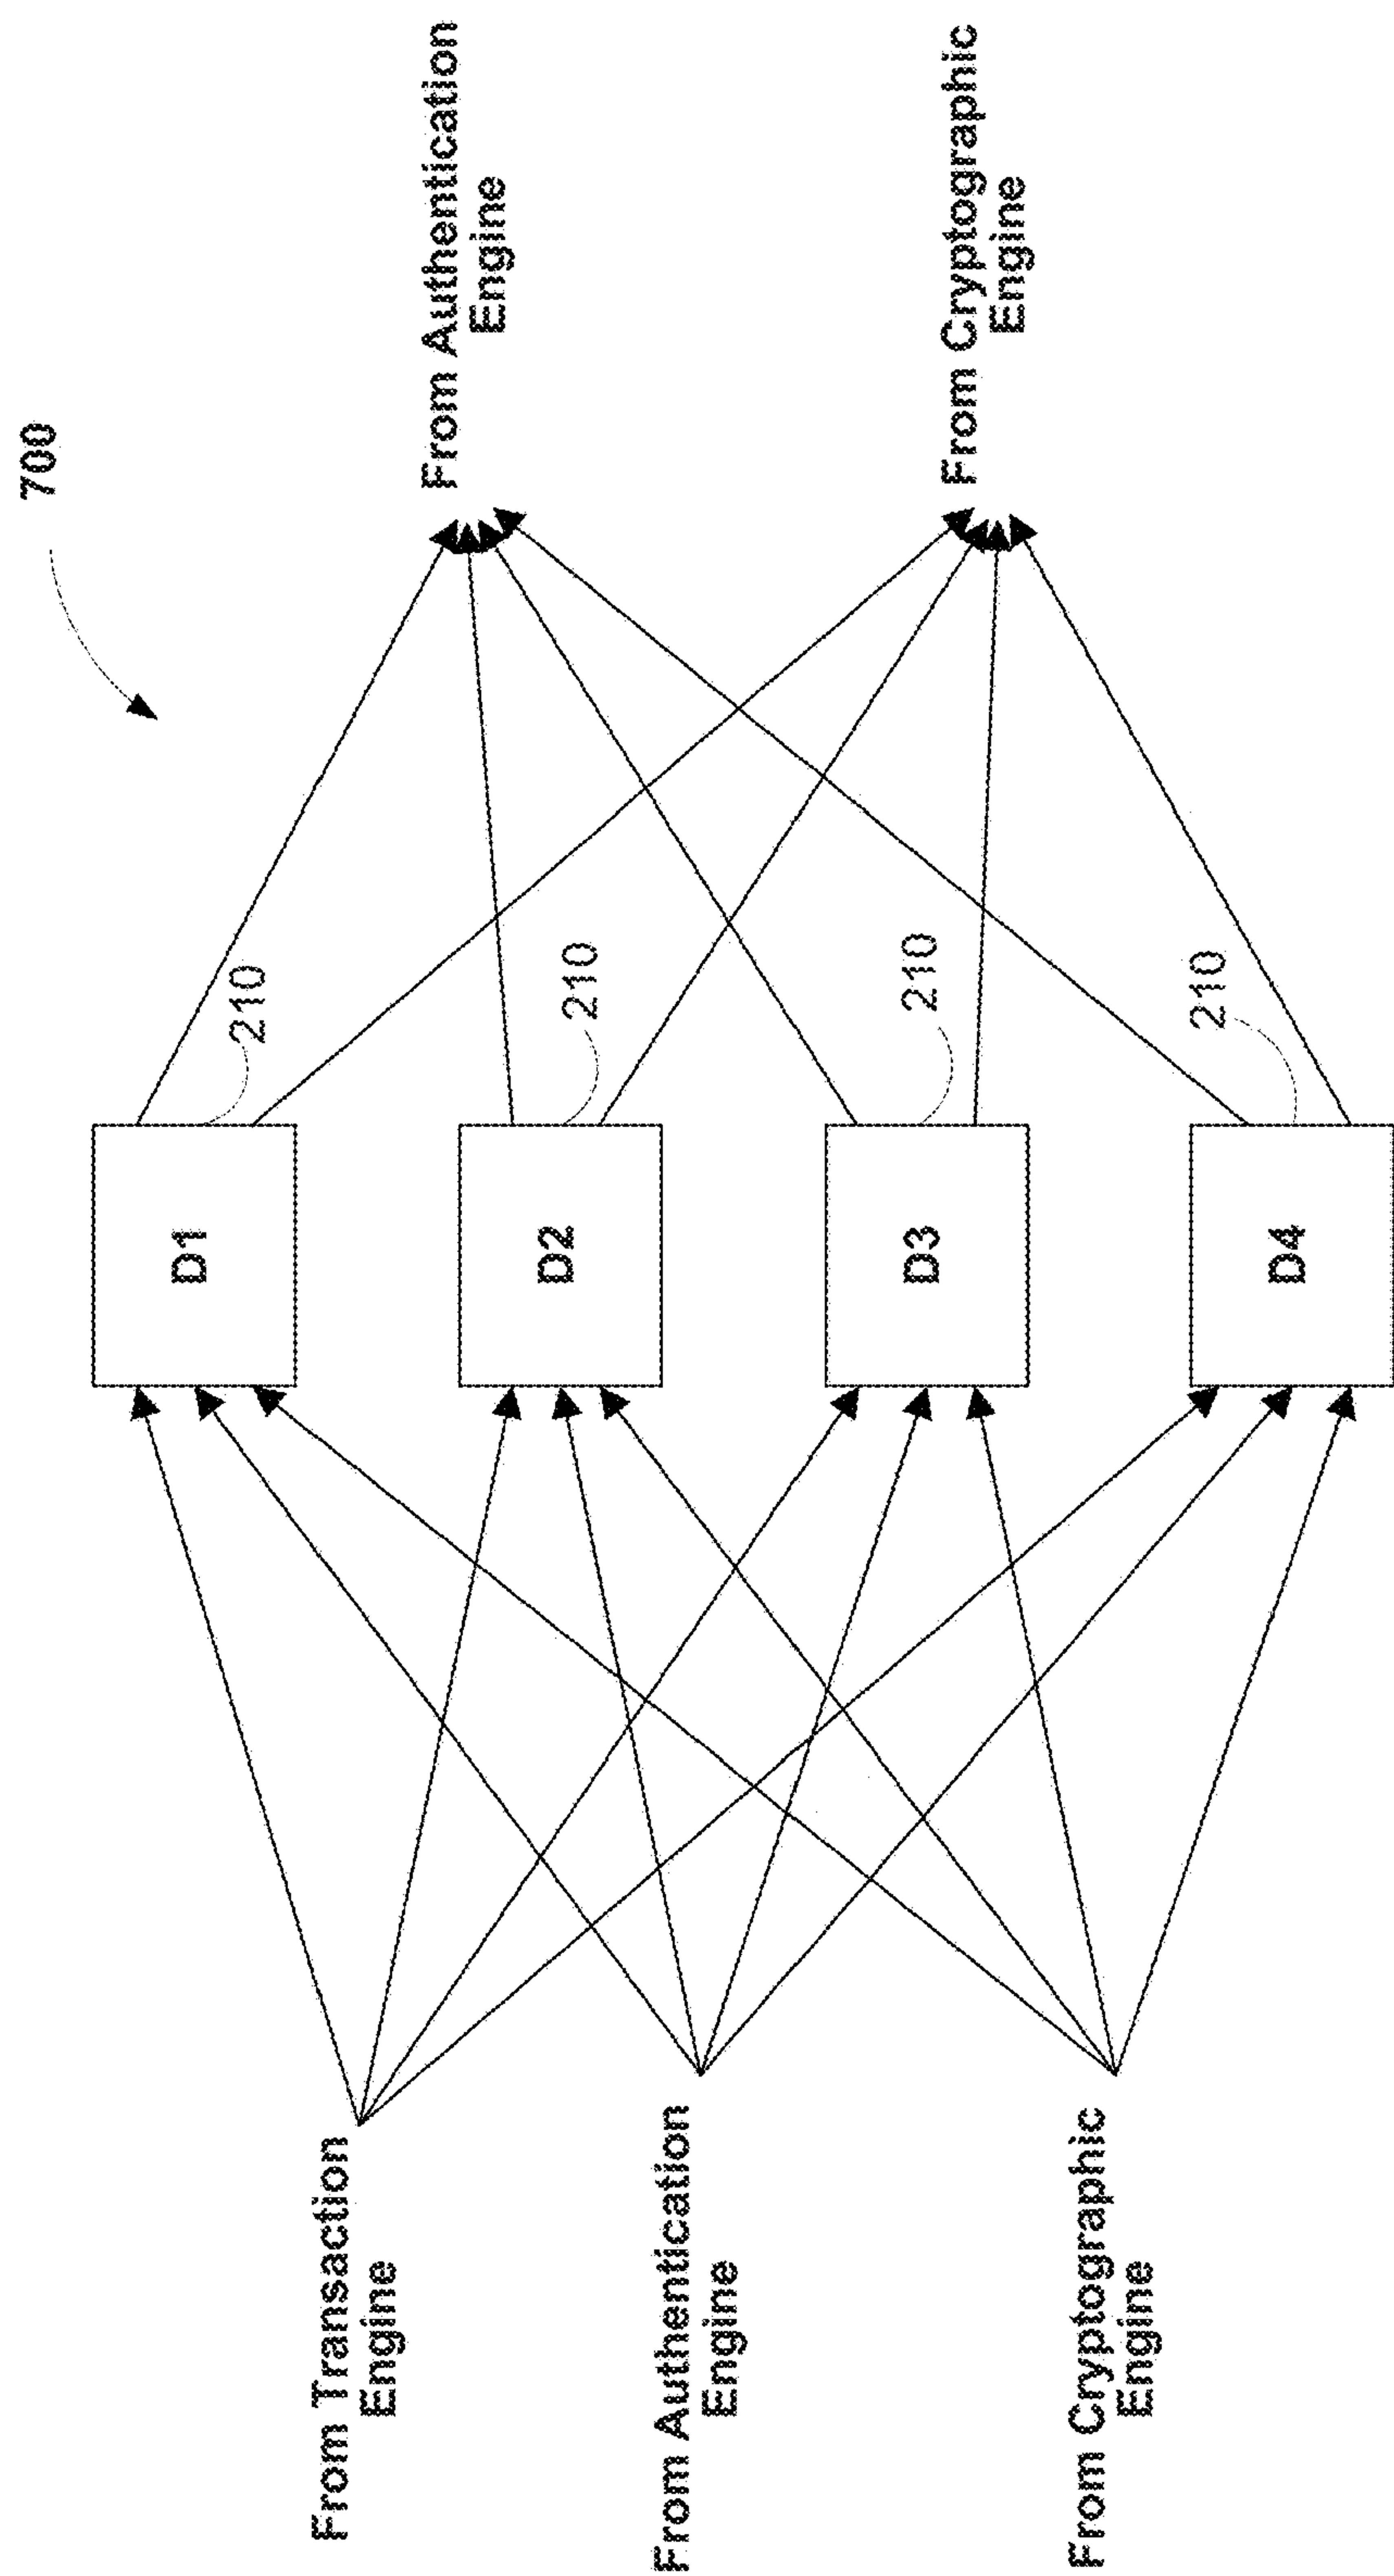 700
From Transaction
Engine
From Authentication
Engine
From Cryptographic
Engine
D1
210
D2
210
D3
210
D4
210
From Authentication
Engine
From Cryptographic
Engine